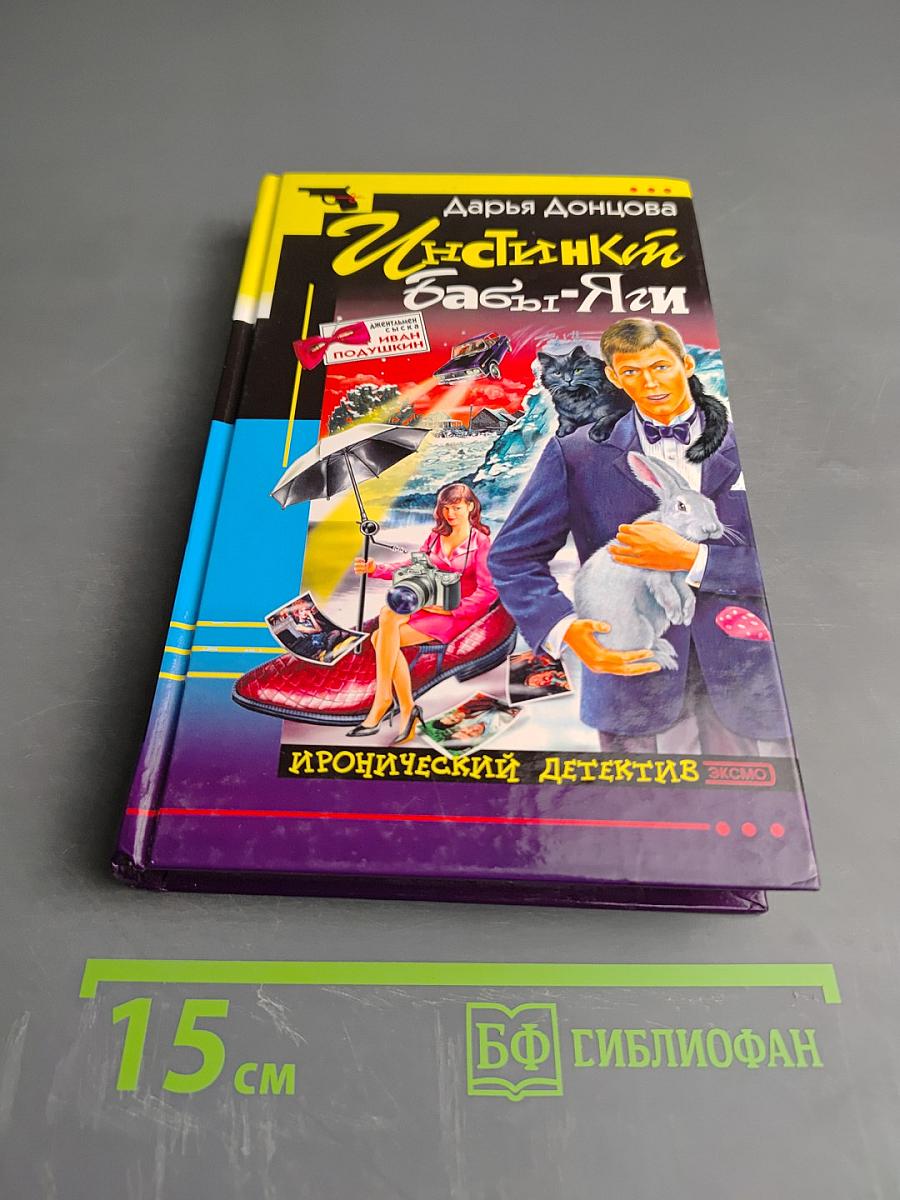 Дарья Донцова
Инстинкт
Бабы-Яги
джентльмен
сыска
ИВАН
ПОДУШКИН
ИРОНИЧЕСКИЙ ДЕТЕКТИВ
ЭКСМО
15 см
БФ
БИБЛИОФАН